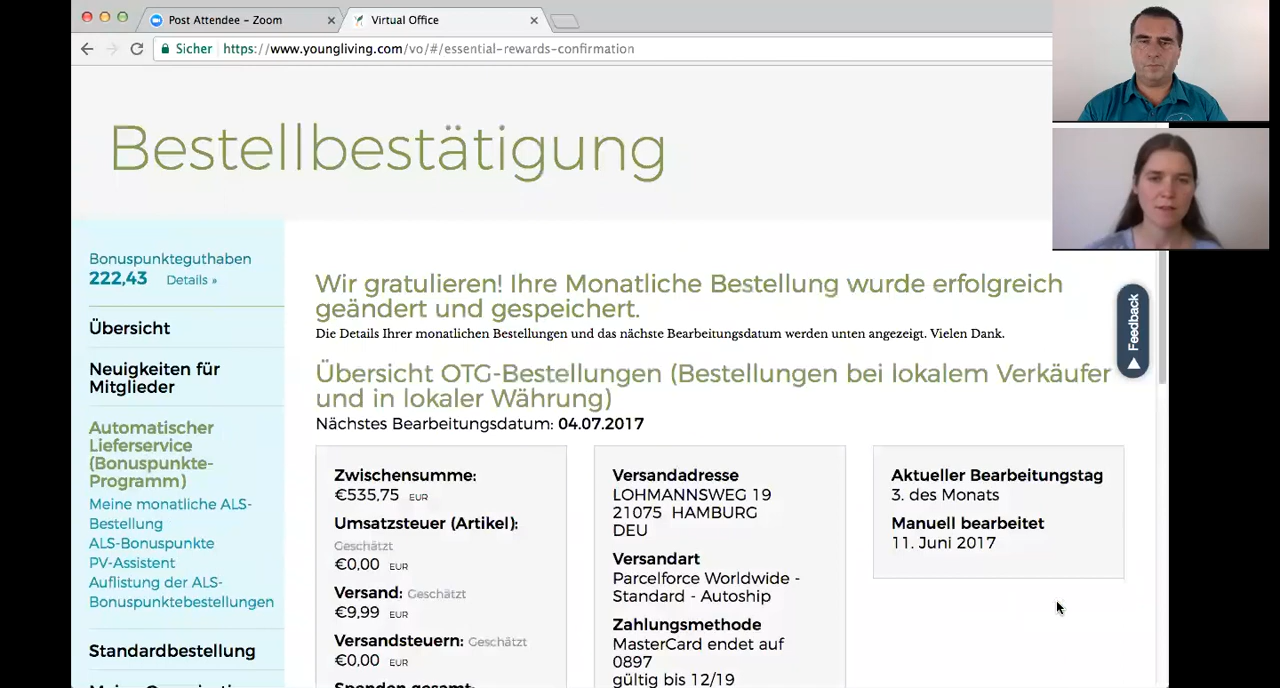 Post Attendee - Zoom
Virtual Office
Sicher
https://www.youngliving.com/vo/#/essential-rewards-confirmation
Bestellbestätigung
Bonuspunkteguthaben
222,43 Details »
Übersicht
Neuigkeiten für
Mitglieder
Automatischer
Lieferservice
(Bonuspunkte-
Programm)
Meine monatliche ALS-
Bestellung
ALS-Bonuspunkte
PV-Assistent
Auflistung der ALS-
Bonuspunktebestellungen
Standardbestellung
Wir gratulieren! Ihre Monatliche Bestellung wurde erfolgreich
geändert und gespeichert.
Die Details Ihrer monatlichen Bestellungen und das nächste Bearbeitungsdatum werden unten angezeigt. Vielen Dank.
Übersicht OTG-Bestellungen (Bestellungen bei lokalem Verkäufer
und in lokaler Währung)
Nächstes Bearbeitungsdatum: 04.07.2017
Zwischensumme:
€535,75 EUR
Umsatzsteuer (Artikel):
Geschätzt
€0,00 EUR
Versand: Geschätzt
€9,99 EUR
Versandsteuern: Geschätzt
€0,00 EUR
Spenden gesamt:
Versandadresse
LOHMANNSWEG 19
21075 HAMBURG
DEU
Versandart
Parcelforce Worldwide -
Standard - Autoship
Zahlungsmethode
MasterCard endet auf
0897
gültig bis 12/19
Aktueller Bearbeitungstag
3. des Monats
Manuell bearbeitet
11. Juni 2017
Feedback